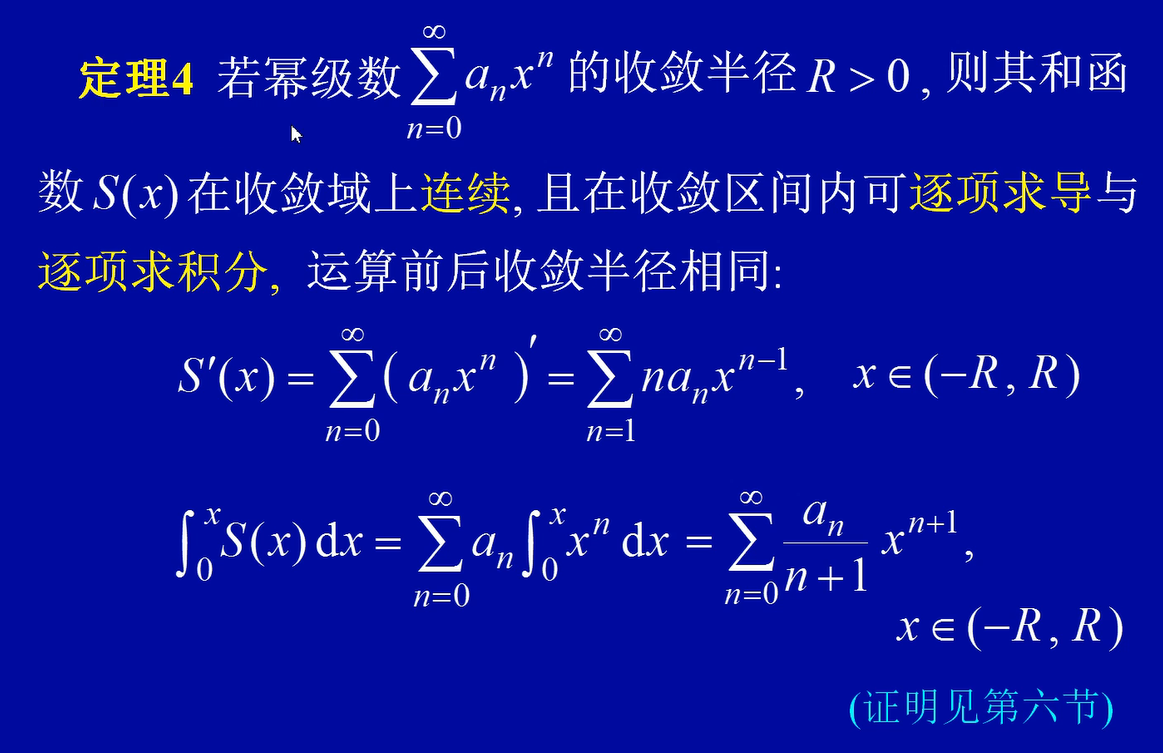 定理4 若幂级数 $\sum_{n=0}^{\infty} a_n x^n$ 的收敛半径 $R > 0$ , 则其和函
数 $S(x)$ 在收敛域上连续, 且在收敛区间内可逐项求导与
逐项求积分, 运算前后收敛半径相同:
$S'(x) = \sum_{n=0}^{\infty} ( a_n x^n )' = \sum_{n=1}^{\infty} n a_n x^{n-1} , \quad x \in (-R , R)$
$\int_0^x S(x) \, \mathrm{d}x = \sum_{n=0}^{\infty} a_n \int_0^x x^n \, \mathrm{d}x = \sum_{n=0}^{\infty} \frac{a_n}{n+1} x^{n+1} ,$
$x \in (-R , R)$
(证明见第六节)